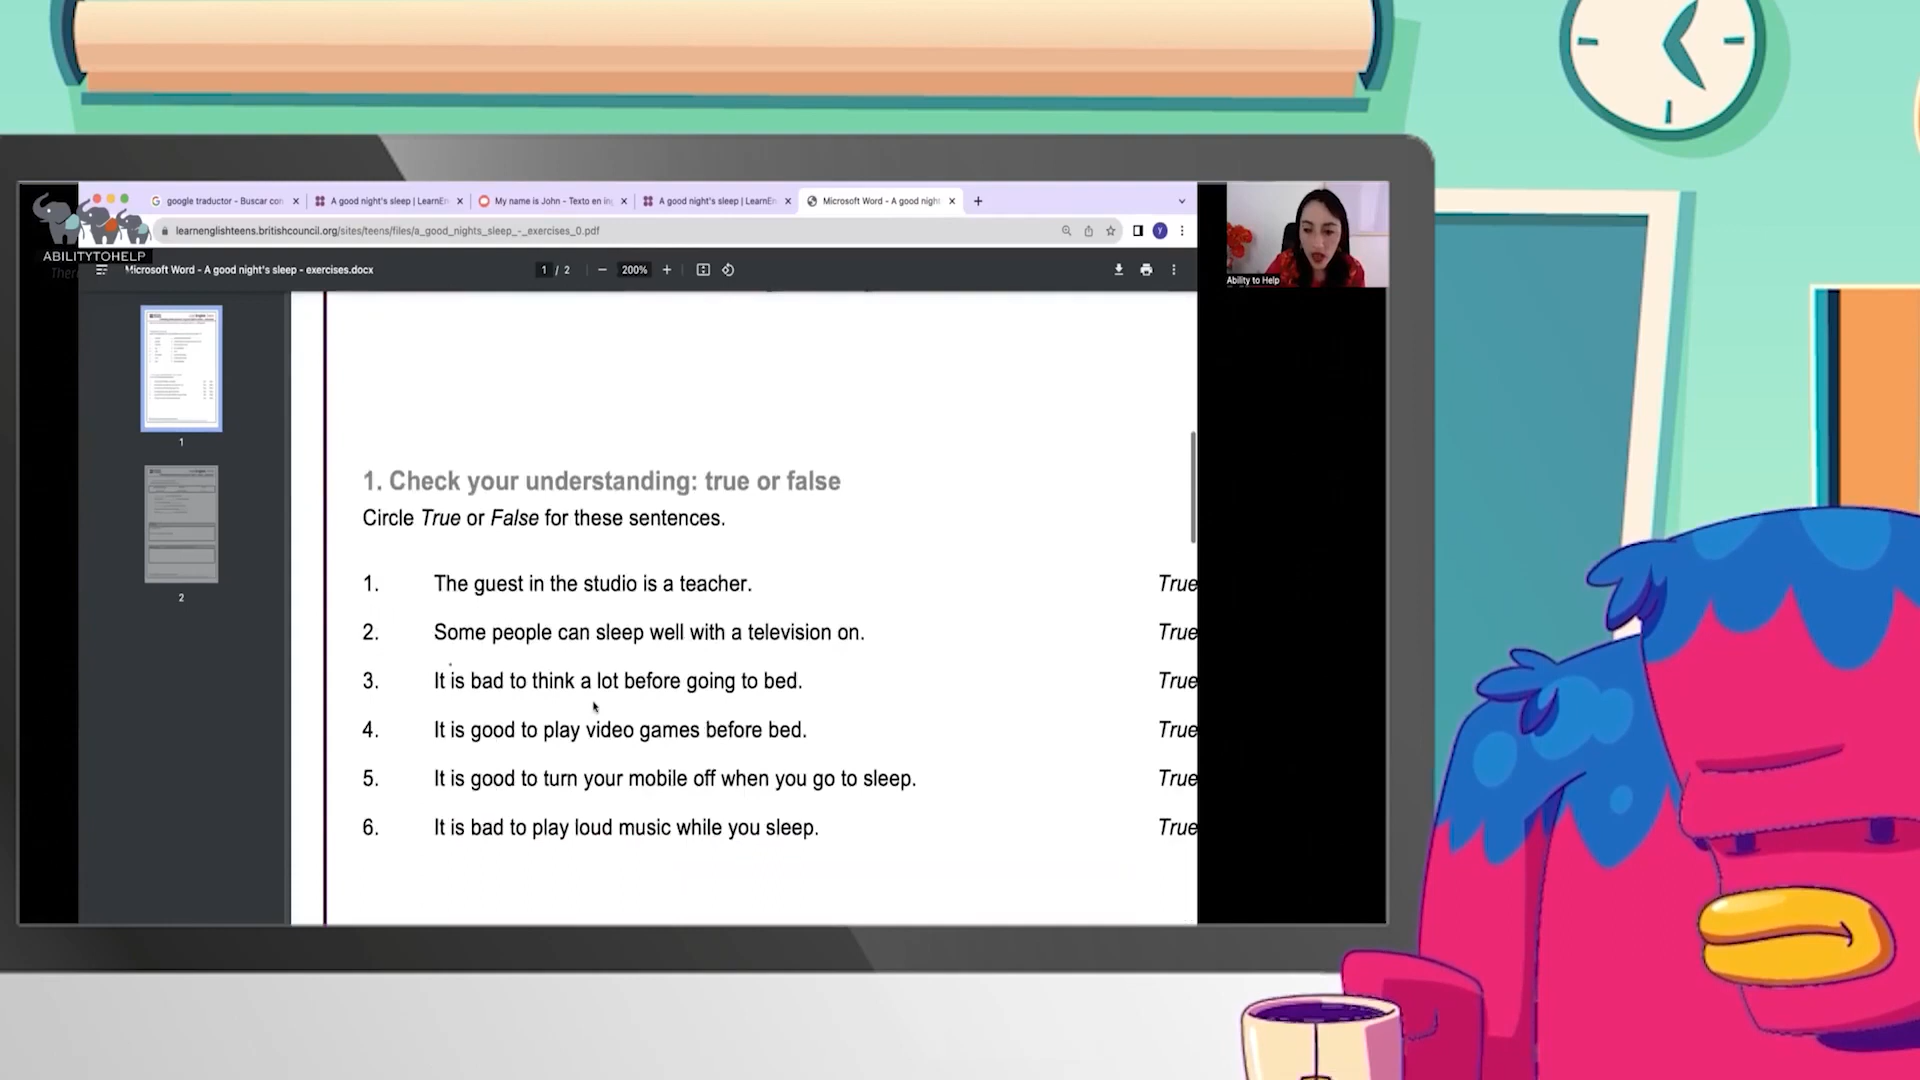 google traductor - Buscar con
A good night's sleep | LearnEn
My name is John - Texto en in
A good night's sleep | LearnEn
Microsoft Word - A good night
learnenglishteens.britishcouncil.org/sites/teens/files/a_good_nights_sleep_-_exercises_0.pdf
y
ABILITYTOHELP
There
Microsoft Word - A good night's sleep - exercises.docx
1 / 2
200%
Ability to Help
1
2
1. Check your understanding: true or false
Circle True or False for these sentences.
1. The guest in the studio is a teacher. True
2. Some people can sleep well with a television on. True
3. It is bad to think a lot before going to bed. True
4. It is good to play video games before bed. True
5. It is good to turn your mobile off when you go to sleep. True
6. It is bad to play loud music while you sleep. True